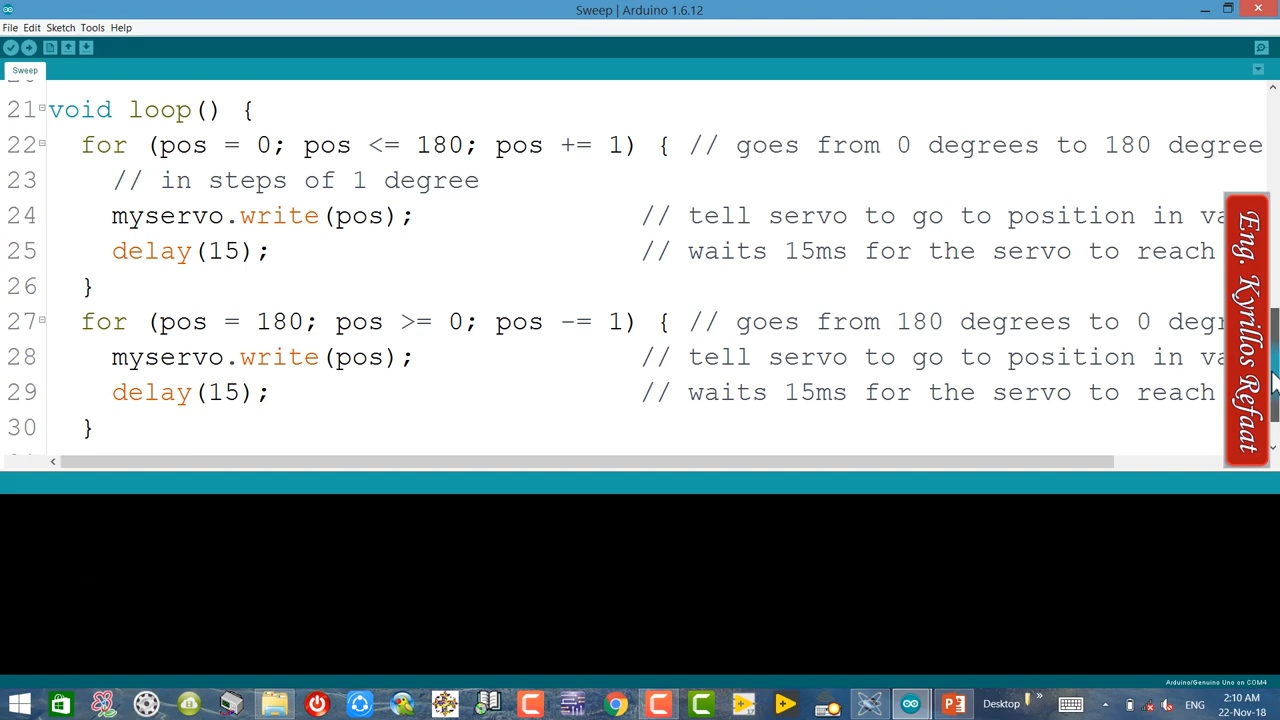 Sweep | Arduino 1.6.12
File Edit Sketch Tools Help
Sweep
21 void loop() {
22 for (pos = 0; pos <= 180; pos += 1) { // goes from 0 degrees to 180 degree
23 // in steps of 1 degree
24 myservo.write(pos); // tell servo to go to position in va
25 delay(15); // waits 15ms for the servo to reach
26 }
27 for (pos = 180; pos >= 0; pos -= 1) { // goes from 180 degrees to 0 degr
28 myservo.write(pos); // tell servo to go to position in va
29 delay(15); // waits 15ms for the servo to reach
30 }
Eng. Kyrillos Refaat
Arduino/Genuino Uno on COM4
Desktop
ENG
2:10 AM
22-Nov-18